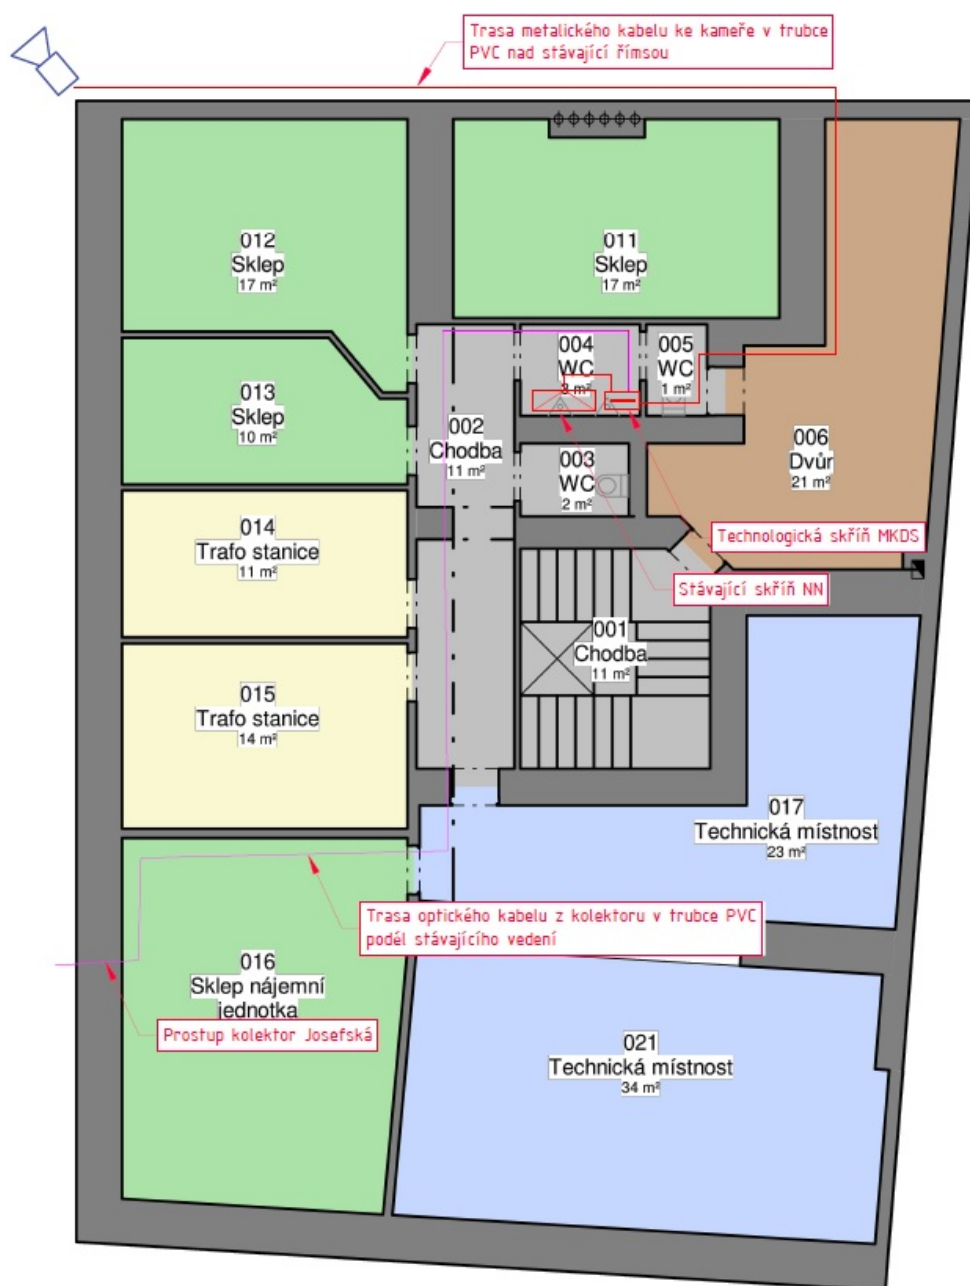 Trasa metalického kabelu ke kameře v trubce
PVC nad stávající římsou
012
Sklep
17 m²
011
Sklep
17 m²
004
WC
3 m²
005
WC
1 m²
013
Sklep
10 m²
002
Chodba
11 m²
003
WC
2 m²
006
Dvůr
21 m²
014
Trafo stanice
11 m²
Technologická skříň MKDS
Stávající skříň NN
001
Chodba
11 m²
015
Trafo stanice
14 m²
017
Technická místnost
23 m²
Trasa optického kabelu z kolektoru v trubce PVC
podél stávajícího vedení
016
Sklep nájemní
jednotka
Prostup kolektor Josefská
021
Technická místnost
34 m²